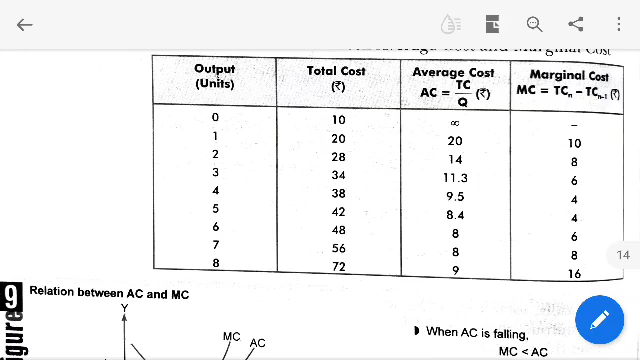 Output
(Units)
Total Cost
(₹)
Average Cost
AC = TC/Q (₹)
Marginal Cost
MC = TCn – TCn-1 (₹)
0 10 ∞ –
1 20 20 10
2 28 14 8
3 34 11.3 6
4 38 9.5 4
5 42 8.4 4
6 48 8 6
7 56 8 8
8 72 9 16
14
9
Relation between AC and MC
Y
MC
AC
When AC is falling,
MC < AC